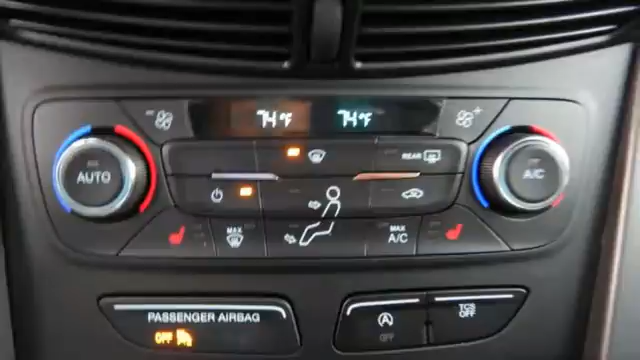 74°F 74°F
AUTO
REAR
A/C
MAX
MAX
A/C
PASSENGER AIRBAG
OFF
OFF
TCS
OFF